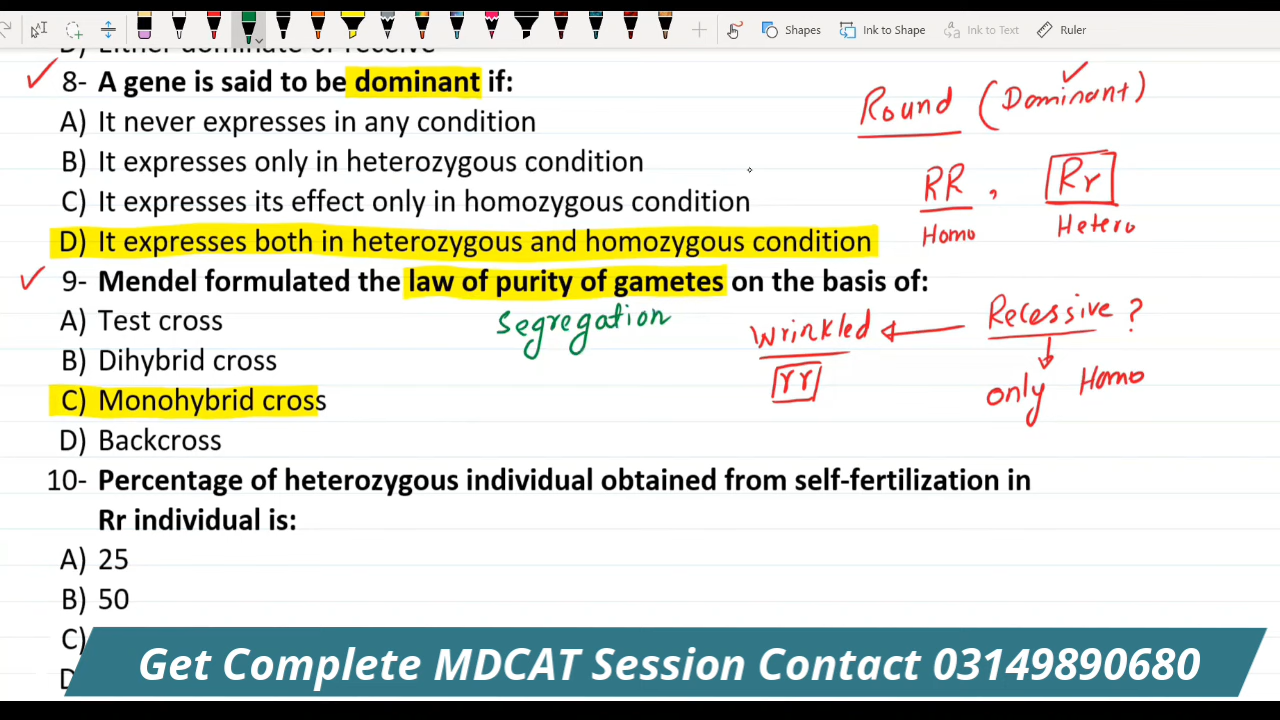 Shapes
Ink to Shape
Ink to Text
Ruler
D) Either dominate or receive
8- A gene is said to be dominant if:
A) It never expresses in any condition
B) It expresses only in heterozygous condition
C) It expresses its effect only in homozygous condition
D) It expresses both in heterozygous and homozygous condition
Round (Dominant)
RR , Rr
Homo Hetero
9- Mendel formulated the law of purity of gametes on the basis of:
A) Test cross
B) Dihybrid cross
C) Monohybrid cross
D) Backcross
Segregation
Wrinkled Recessive ?
rr only Homo
10- Percentage of heterozygous individual obtained from self-fertilization in
Rr individual is:
A) 25
B) 50
C)
D
Get Complete MDCAT Session Contact 03149890680